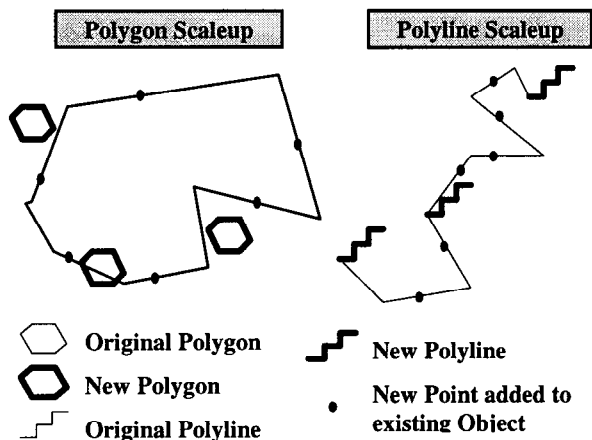 Polygon Scaleup
Polyline Scaleup
Original Polygon
New Polygon
Original Polyline
New Polyline
New Point added to
existing Object